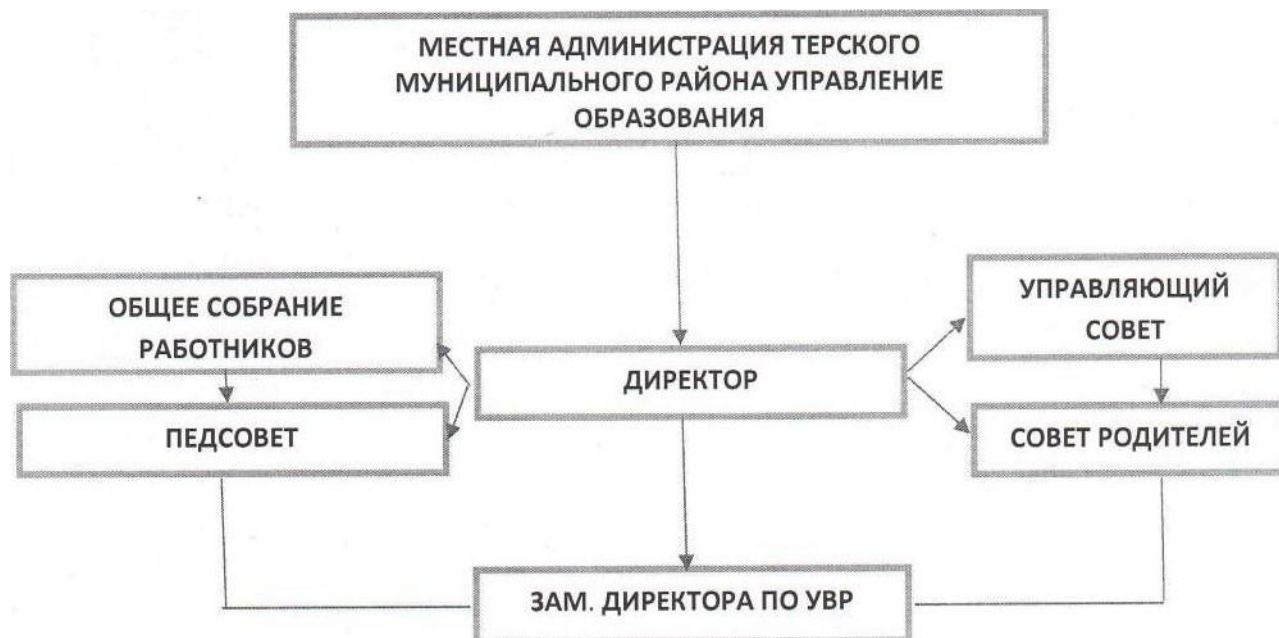 МЕСТНАЯ АДМИНИСТРАЦИЯ ТЕРСКОГО
МУНИЦИПАЛЬНОГО РАЙОНА УПРАВЛЕНИЕ
ОБРАЗОВАНИЯ
ОБЩЕЕ СОБРАНИЕ
РАБОТНИКОВ
ПЕДСОВЕТ
ДИРЕКТОР
УПРАВЛЯЮЩИЙ
СОВЕТ
СОВЕТ РОДИТЕЛЕЙ
ЗАМ. ДИРЕКТОРА ПО УВР